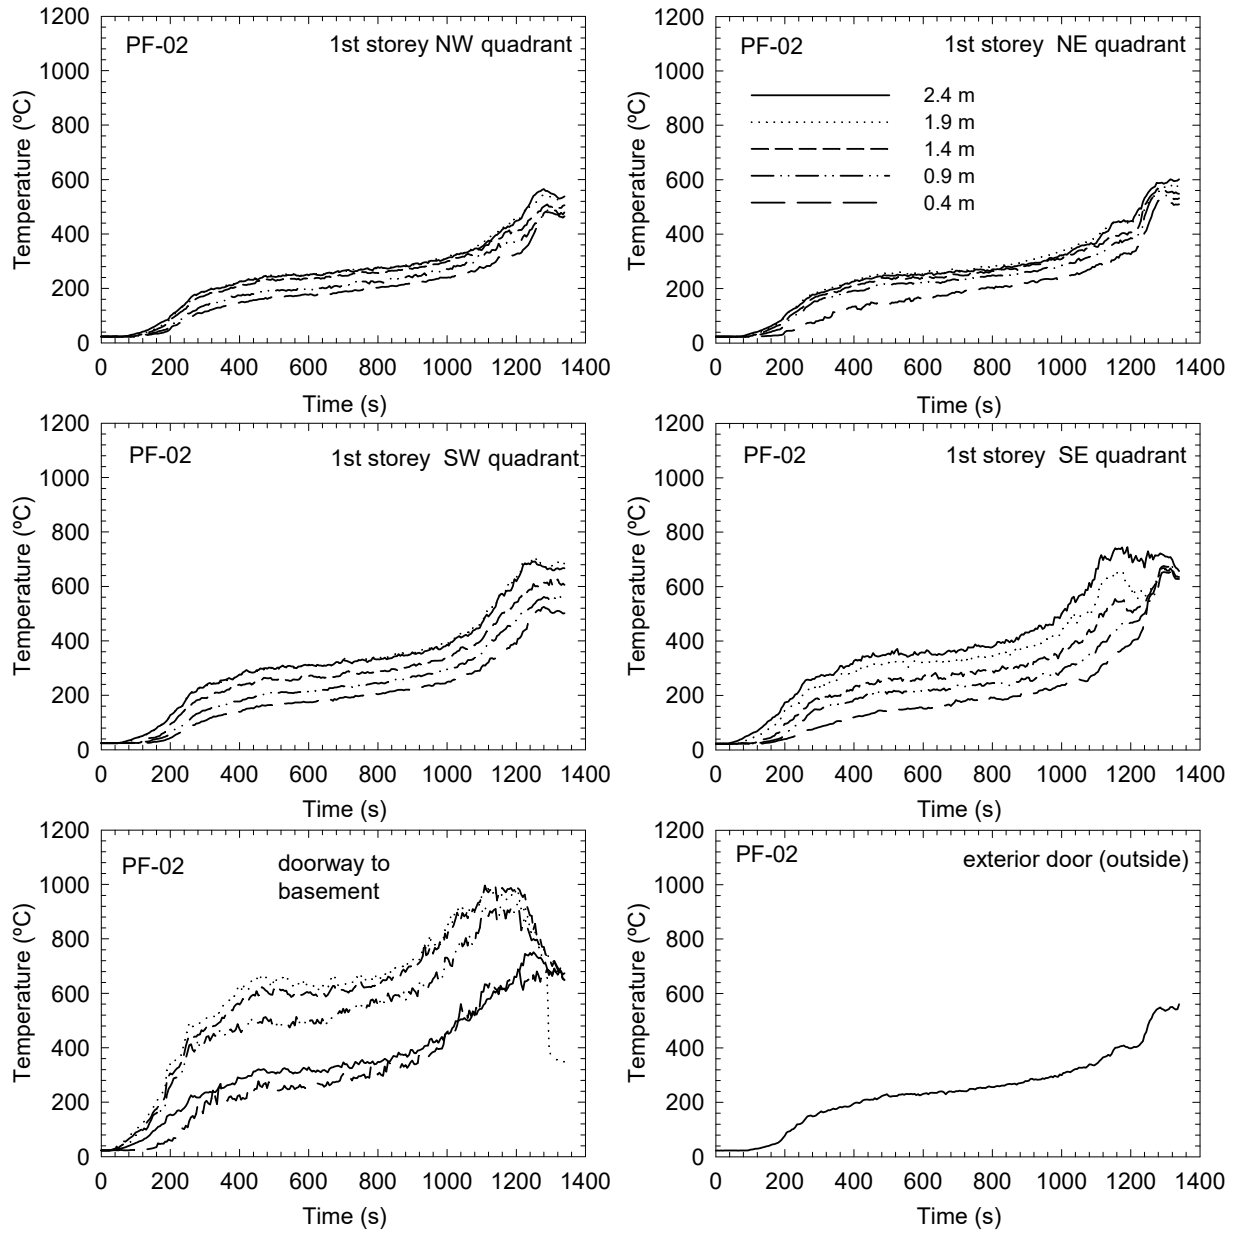 PF-02 1st storey NW quadrant
Temperature (ºC)
1200
1000
800
600
400
200
0
0 200 400 600 800 1000 1200 1400
Time (s)
PF-02 1st storey NE quadrant
2.4 m
1.9 m
1.4 m
0.9 m
0.4 m
Temperature (ºC)
1200
1000
800
600
400
200
0
0 200 400 600 800 1000 1200 1400
Time (s)
PF-02 1st storey SW quadrant
Temperature (ºC)
1200
1000
800
600
400
200
0
0 200 400 600 800 1000 1200 1400
Time (s)
PF-02 1st storey SE quadrant
Temperature (ºC)
1200
1000
800
600
400
200
0
0 200 400 600 800 1000 1200 1400
Time (s)
PF-02 doorway to
basement
Temperature (ºC)
1200
1000
800
600
400
200
0
0 200 400 600 800 1000 1200 1400
Time (s)
PF-02 exterior door (outside)
Temperature (ºC)
1200
1000
800
600
400
200
0
0 200 400 600 800 1000 1200 1400
Time (s)